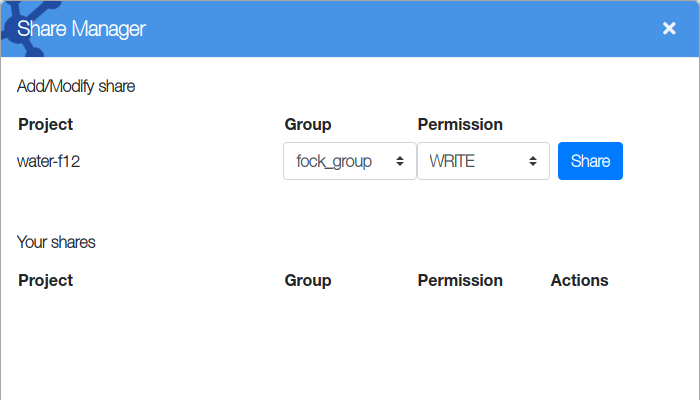 Share Manager ×
Add/Modify share
Project Group Permission
water-f12 fock_group WRITE Share
Your shares
Project Group Permission Actions